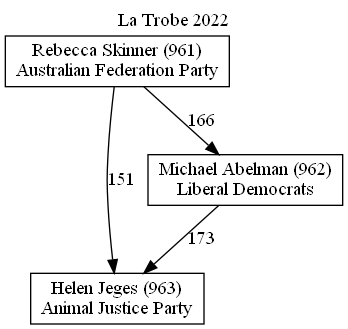 La Trobe 2022
Rebecca Skinner (961)
Australian Federation Party
166
Michael Abelman (962)
Liberal Democrats
151
173
Helen Jeges (963)
Animal Justice Party